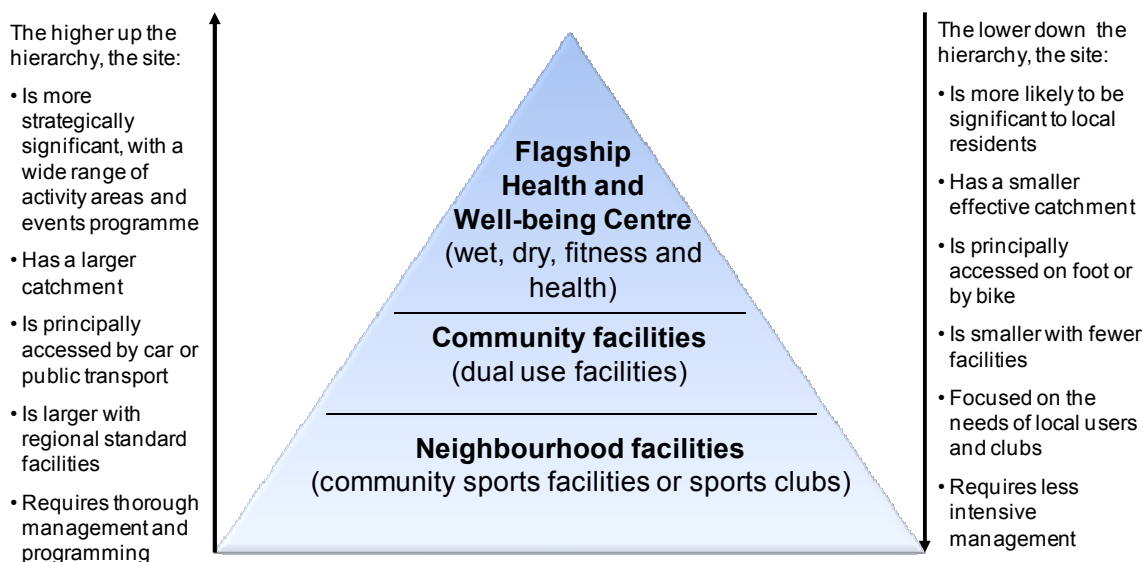 The higher up the
hierarchy, the site:
• Is more
strategically
significant, with a
wide range of
activity areas and
events programme
• Has a larger
catchment
• Is principally
accessed by car or
public transport
• Is larger with
regional standard
facilities
• Requires thorough
management and
programming
Flagship
Health and
Well-being Centre
(wet, dry, fitness and
health)
Community facilities
(dual use facilities)
Neighbourhood facilities
(community sports facilities or sports clubs)
The lower down the
hierarchy, the site:
• Is more likely to be
significant to local
residents
• Has a smaller
effective catchment
• Is principally
accessed on foot or
by bike
• Is smaller with fewer
facilities
• Focused on the
needs of local users
and clubs
• Requires less
intensive
management